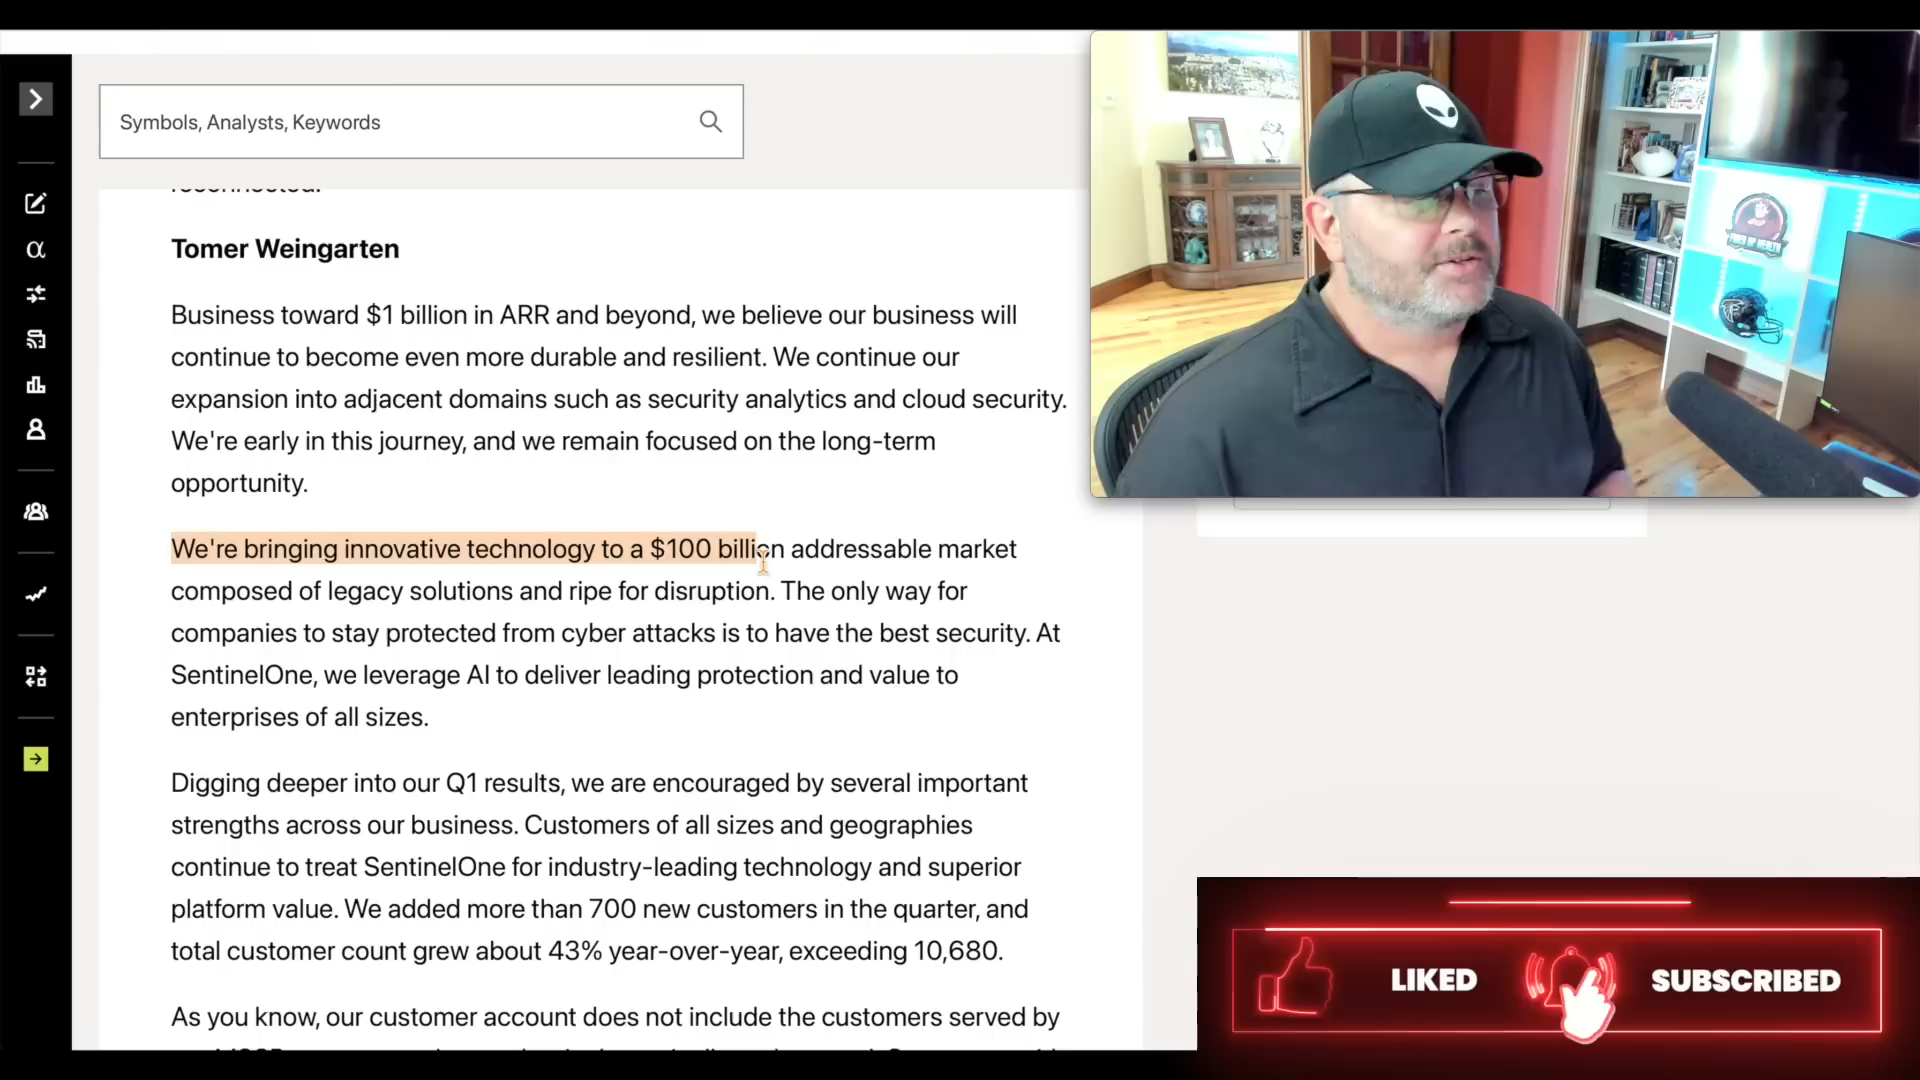 Symbols, Analysts, Keywords
reconnected.
Tomer Weingarten
Business toward $1 billion in ARR and beyond, we believe our business will
continue to become even more durable and resilient. We continue our
expansion into adjacent domains such as security analytics and cloud security.
We're early in this journey, and we remain focused on the long-term
opportunity.
We're bringing innovative technology to a $100 billion addressable market
composed of legacy solutions and ripe for disruption. The only way for
companies to stay protected from cyber attacks is to have the best security. At
SentinelOne, we leverage AI to deliver leading protection and value to
enterprises of all sizes.
Digging deeper into our Q1 results, we are encouraged by several important
strengths across our business. Customers of all sizes and geographies
continue to treat SentinelOne for industry-leading technology and superior
platform value. We added more than 700 new customers in the quarter, and
total customer count grew about 43% year-over-year, exceeding 10,680.
As you know, our customer account does not include the customers served by
LIKED
SUBSCRIBED